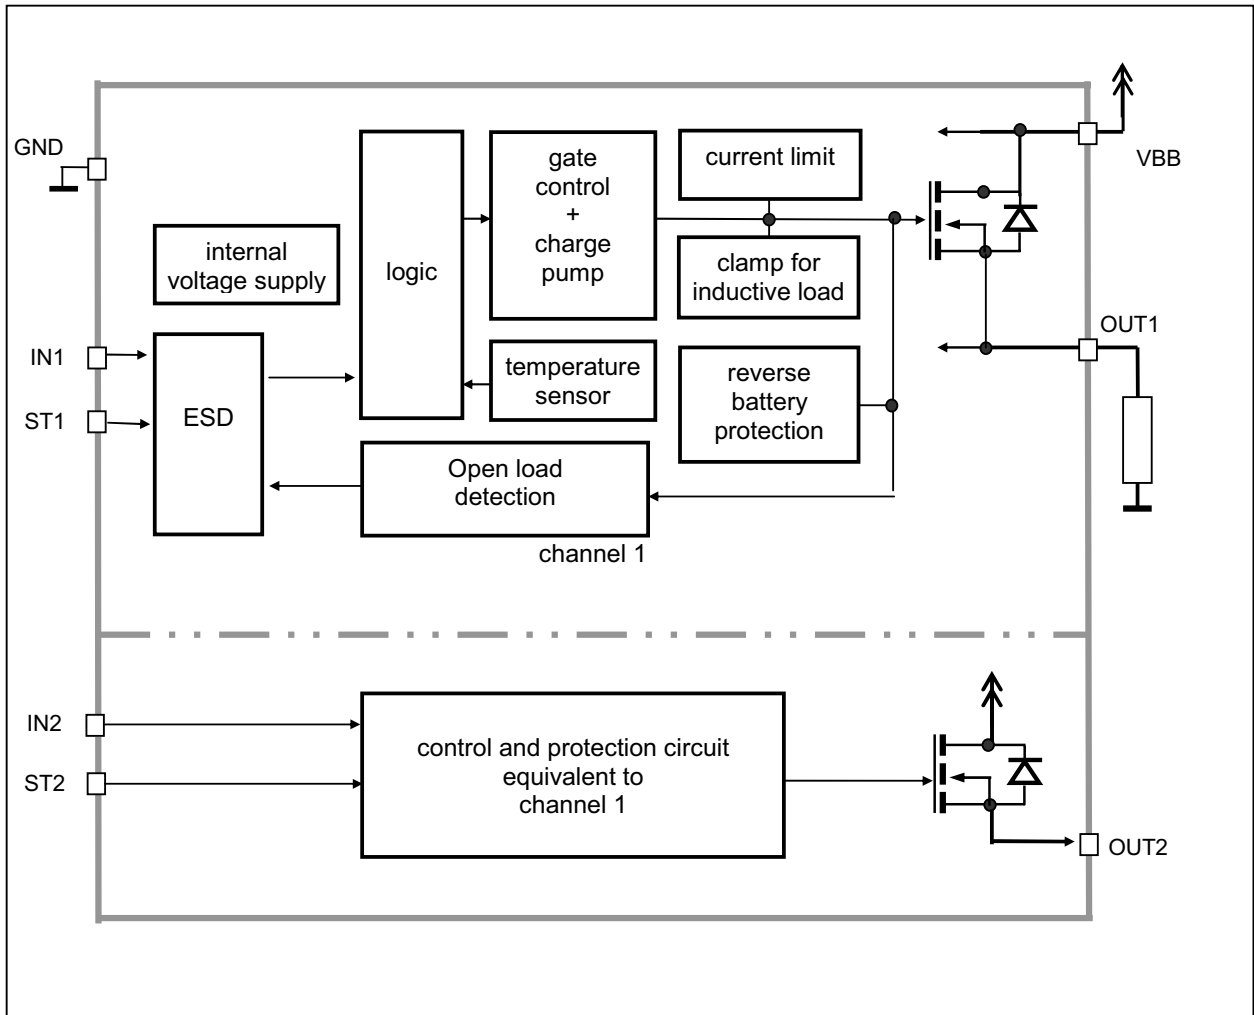 GND
VBB
gate
control
+
charge
pump
current limit
internal
voltage supply
logic
clamp for
inductive load
OUT1
IN1
ST1
ESD
temperature
sensor
reverse
battery
protection
Open load
detection
channel 1
IN2
ST2
control and protection circuit
equivalent to
channel 1
OUT2